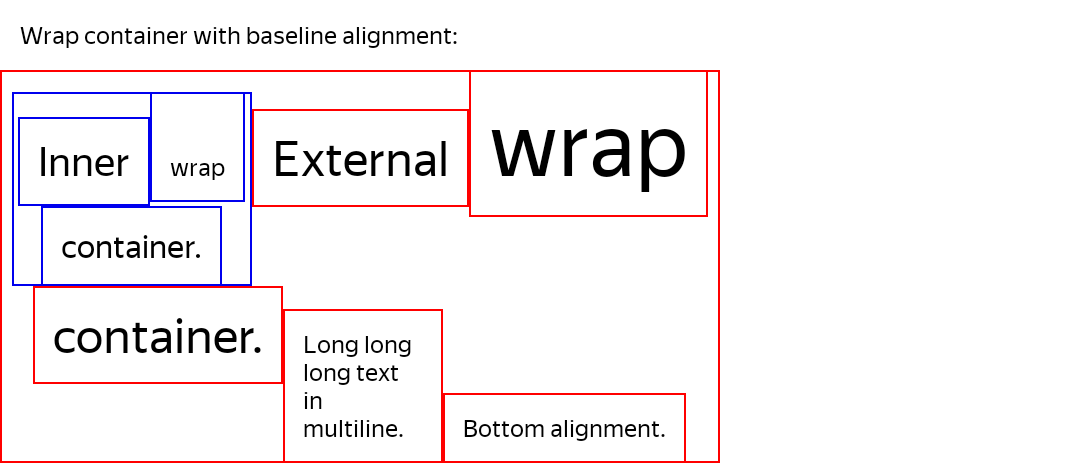 Wrap container with baseline alignment:
Inner wrap External wrap
container.
container.
Long long
long text
in
multiline.
Bottom alignment.